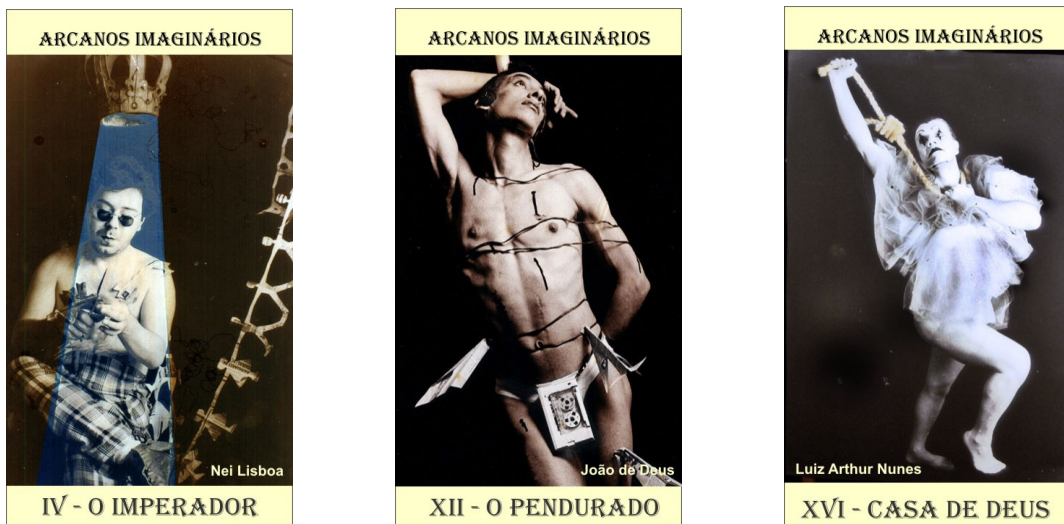 ARCANOS IMAGINÁRIOS
Nei Lisboa
IV - O IMPERADOR
ARCANOS IMAGINÁRIOS
João de Deus
XII - O PENDURADO
ARCANOS IMAGINÁRIOS
Luiz Arthur Nunes
XVI - CASA DE DEUS